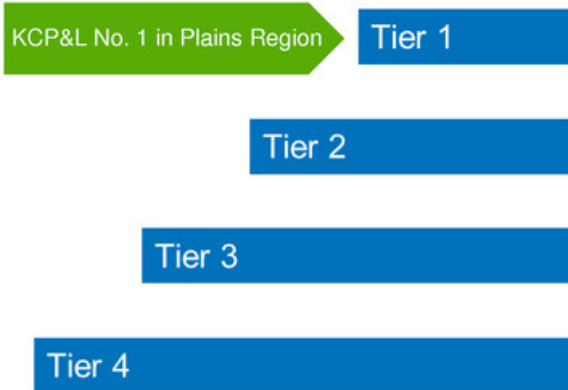 KCP&L No. 1 in Plains Region
Tier 1
Tier 2
Tier 3
Tier 4